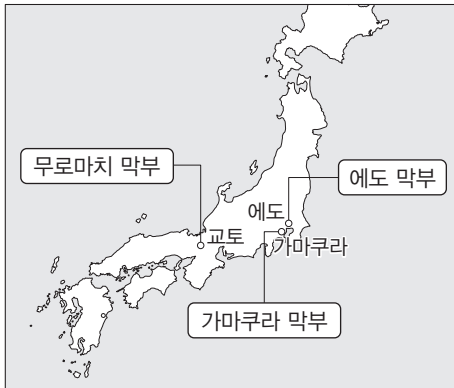 무로마치 막부
에도 막부
에도
교토
가마쿠라
가마쿠라 막부